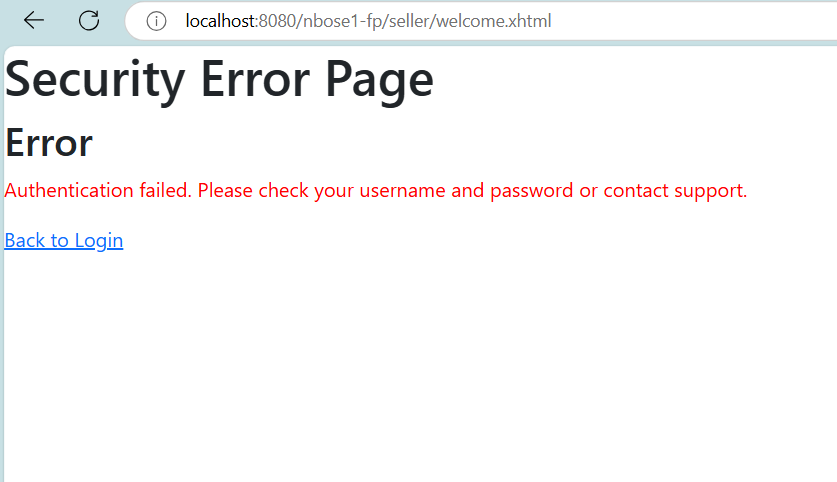 localhost:8080/nbose1-fp/seller/welcome.xhtml
Security Error Page
Error
Authentication failed. Please check your username and password or contact support.
Back to Login